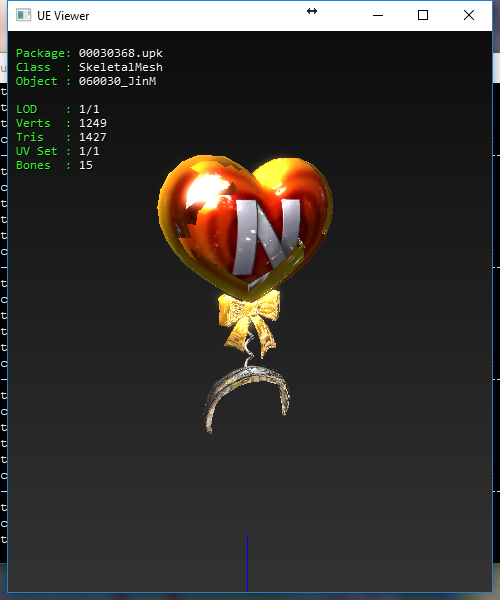 UE Viewer
Package: 00030368.upk
Class : SkeletalMesh
Object : 060030_JinM
LOD : 1/1
Verts : 1249
Tris : 1427
UV Set : 1/1
Bones : 15
N